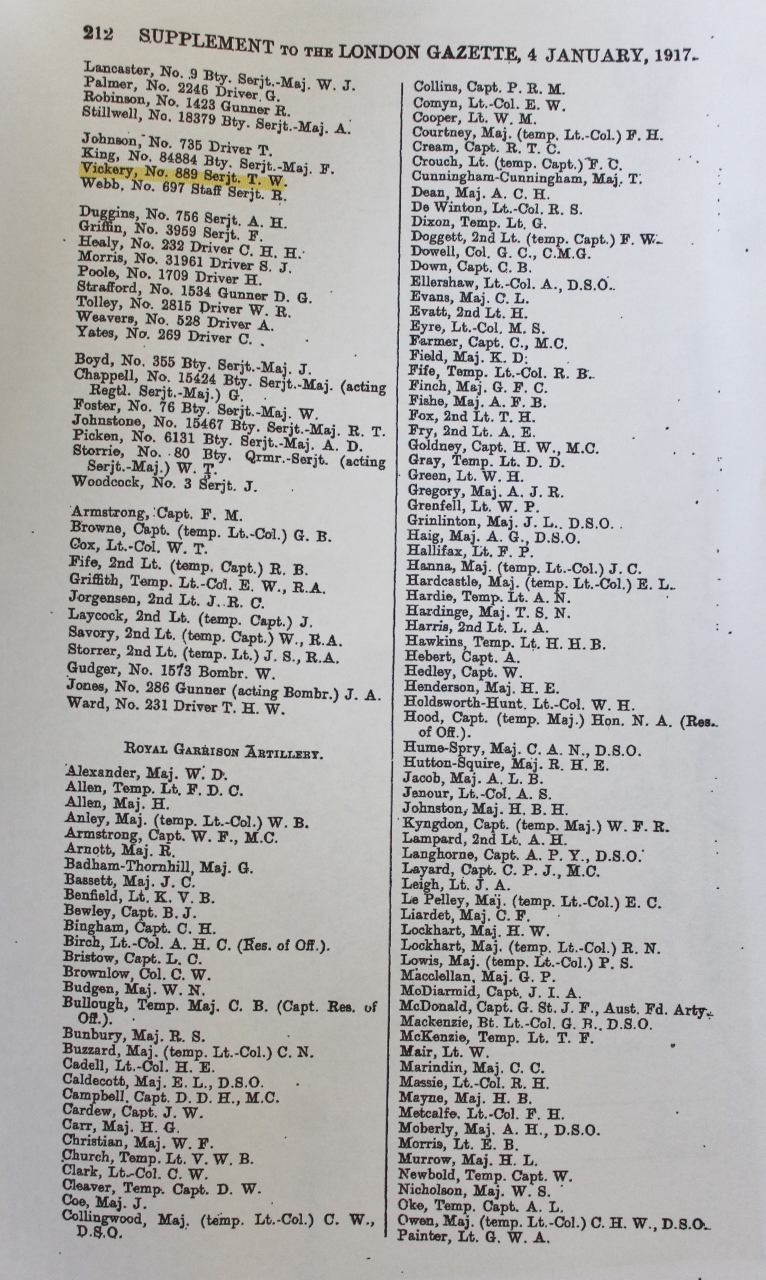 212 SUPPLEMENT TO THE LONDON GAZETTE, 4 JANUARY, 1917.
Lancaster, No. 9 Bty. Serjt.-Maj. W. J.
Palmer, No. 2246 Driver G.
Robinson, No. 1423 Gunner R.
Stillwell, No. 18379 Bty. Serjt.-Maj. A.
Johnson, No. 735 Driver T.
King, No. 84884 Bty. Serjt.-Maj. F.
Vickery, No. 889 Serjt. T. W.
Webb, No. 697 Staff Serjt. R.
Duggins, No. 756 Serjt. A. H.
Griffin, No. 3959 Serjt. F.
Healy, No. 232 Driver C. H. H.
Morris, No. 31961 Driver S. J.
Poole, No. 1709 Driver H.
Strafford, No. 1534 Gunner D. G.
Tolley, No. 2815 Driver W. R.
Weavers, No. 528 Driver A.
Yates, No. 269 Driver C.
Boyd, No. 355 Bty. Serjt.-Maj. J.
Chappell, No. 15424 Bty. Serjt.-Maj. (acting
Regtl. Serjt.-Maj.) G.
Foster, No. 76 Bty. Serjt.-Maj. W.
Johnstone, No. 15467 Bty. Serjt.-Maj. R. T.
Picken, No. 6131 Bty. Serjt.-Maj. A. D.
Storrie, No. 80 Bty. Qrmr.-Serjt. (acting
Serjt.-Maj.) W. T.
Woodcock, No. 3 Serjt. J.
Armstrong, Capt. F. M.
Browne, Capt. (temp. Lt.-Col.) G. B.
Cox, Lt.-Col. W. T.
Fife, 2nd Lt. (temp. Capt.) R. B.
Griffith, Temp. Lt.-Col. E. W., R.A.
Jorgensen, 2nd Lt. J. R. C.
Laycock, 2nd Lt. (temp. Capt.) J.
Savory, 2nd Lt. (temp. Capt.) W., R.A.
Storrer, 2nd Lt. (temp. Lt.) J. S., R.A.
Gudger, No. 1573 Bombr. W.
Jones, No. 286 Gunner (acting Bombr.) J. A.
Ward, No. 231 Driver T. H. W.
ROYAL GARRISON ARTILLERY.
Alexander, Maj. W. D.
Allen, Temp. Lt. F. D. C.
Allen, Maj. H.
Anley, Maj. (temp. Lt.-Col.) W. B.
Armstrong, Capt. W. F., M.C.
Arnott, Maj. R.
Badham-Thornhill, Maj. G.
Bassett, Maj. J. C.
Benfield, Lt. K. V. B.
Bewley, Capt. B. J.
Bingham, Capt. C. H.
Birch, Lt.-Col. A. H. C. (Res. of Off.).
Bristow, Capt. L. C.
Brownlow, Col. C. W.
Budgen, Maj. W. N.
Bullough, Temp. Maj. C. B. (Capt. Res. of
Off.).
Bunbury, Maj. R. S.
Buzzard, Maj. (temp. Lt.-Col.) C. N.
Cadell, Lt.-Col. H. E.
Caldecott, Maj. E. L., D.S.O.
Campbell, Capt. D. D. H., M.C.
Cardew, Capt. J. W.
Carr, Maj. H. G.
Christian, Maj. W. F.
Church, Temp. Lt. V. W. B.
Clark, Lt.-Col. C. W.
Cleaver, Temp. Capt. D. W.
Coe, Maj. J.
Collingwood, Maj. (temp. Lt.-Col.) C. W.,
D.S.O.
Collins, Capt. P. R. M.
Comyn, Lt.-Col. E. W.
Cooper, Lt. W. M.
Courtney, Maj. (temp. Lt.-Col.) F. H.
Cream, Capt. R. T. C.
Crouch, Lt. (temp. Capt.) F. C.
Cunningham-Cunningham, Maj. T.
Dean, Maj. A. C. H.
De Winton, Lt.-Col. R. S.
Dixon, Temp. Lt. G.
Doggett, 2nd Lt. (temp. Capt.) F. W.
Dowell, Col. G. C., C.M.G.
Down, Capt. C. B.
Ellershaw, Lt.-Col. A., D.S.O.
Evans, Maj. C. L.
Evatt, 2nd Lt. H.
Eyre, Lt.-Col. M. S.
Farmer, Capt. C., M.C.
Field, Maj. K. D.
Fife, Temp. Lt.-Col. R. B.
Finch, Maj. G. F. C.
Fishe, Maj. A. F. B.
Fox, 2nd Lt. T. H.
Fry, 2nd Lt. A. E.
Goldney, Capt. H. W., M.C.
Gray, Temp. Lt. D. D.
Green, Lt. W. H.
Gregory, Maj. A. J. R.
Grenfell, Lt. W. P.
Grinlinton, Maj. J. L., D.S.O.
Haig, Maj. A. G., D.S.O.
Hallifax, Lt. F. P.
Hanna, Maj. (temp. Lt.-Col.) J. C.
Hardcastle, Maj. (temp. Lt.-Col.) E. L.
Hardie, Temp. Lt. A. N.
Hardinge, Maj. T. S. N.
Harris, 2nd Lt. L. A.
Hawkins, Temp. Lt. H. H. B.
Hebert, Capt. A.
Hedley, Capt. W.
Henderson, Maj. H. E.
Holdsworth-Hunt. Lt.-Col. W. H.
Hood, Capt. (temp. Maj.) Hon. N. A. (Res.
of Off.).
Hume-Spry, Maj. C. A. N., D.S.O.
Hutton-Squire, Maj. R. H. E.
Jacob, Maj. A. L. B.
Jenour, Lt.-Col. A. S.
Johnston, Maj. H. B. H.
Kyngdon, Capt. (temp. Maj.) W. F. R.
Lampard, 2nd Lt. A. H.
Langhorne, Capt. A. P. Y., D.S.O.
Layard, Capt. C. P. J., M.C.
Leigh, Lt. J. A.
Le Pelley, Maj. (temp. Lt.-Col.) E. C.
Liardet, Maj. C. F.
Lockhart, Maj. H. W.
Lockhart, Maj. (temp. Lt.-Col.) R. N.
Lowis, Maj. (temp. Lt.-Col.) P. S.
Macclellan, Maj. G. P.
McDiarmid, Capt. J. I. A.
McDonald, Capt. G. St. J. F., Aust. Fd. Arty.
Mackenzie, Bt. Lt.-Col. G. B., D.S.O.
McKenzie, Temp. Lt. T. F.
Mair, Lt. W.
Marindin, Maj. C. C.
Massie, Lt.-Col. R. H.
Mayne, Maj. H. B.
Metcalfe. Lt.-Col. F. H.
Moberly, Maj. A. H., D.S.O.
Morris, Lt. E. B.
Murrow, Maj. H. L.
Newbold, Temp. Capt. W.
Nicholson, Maj. W. S.
Oke, Temp. Capt. A. L.
Owen, Maj. (temp. Lt.-Col.) C. H. W., D.S.O.
Painter, Lt. G. W. A.